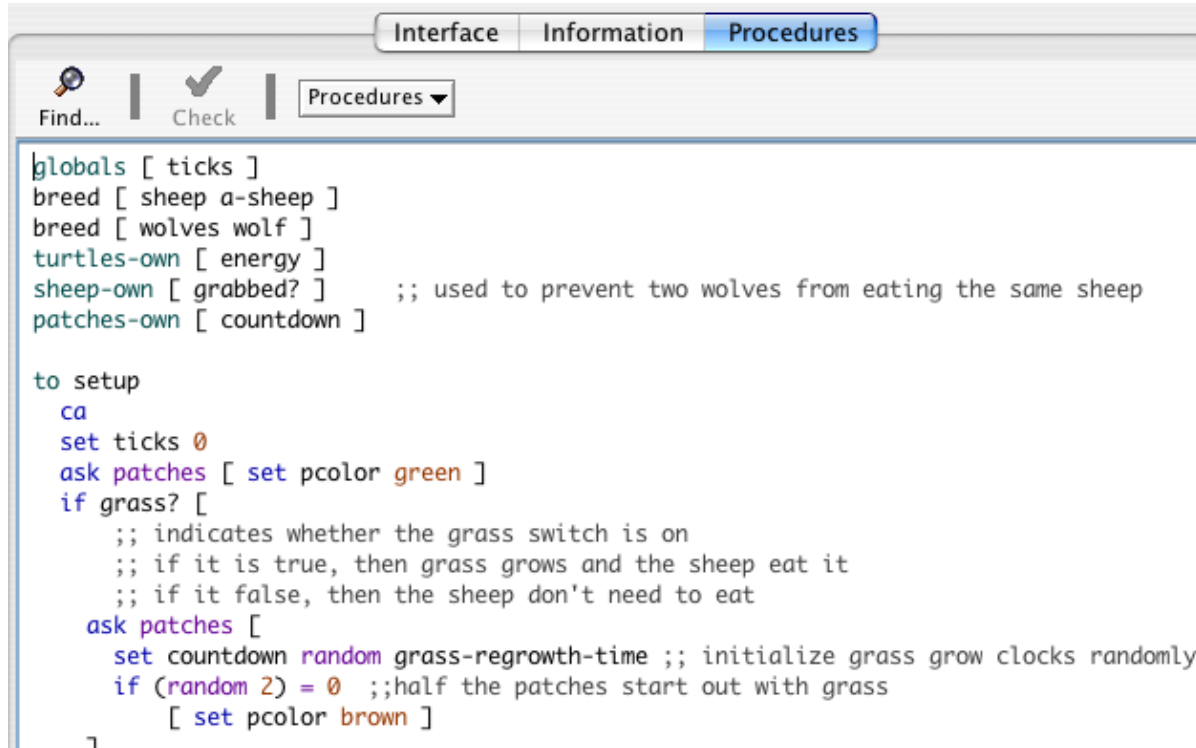 Interface Information Procedures
Find... Check Procedures
globals [ ticks ]
breed [ sheep a-sheep ]
breed [ wolves wolf ]
turtles-own [ energy ]
sheep-own [ grabbed? ]      ;; used to prevent two wolves from eating the same sheep
patches-own [ countdown ]

to setup
  ca
  set ticks 0
  ask patches [ set pcolor green ]
  if grass? [
      ;; indicates whether the grass switch is on
      ;; if it is true, then grass grows and the sheep eat it
      ;; if it false, then the sheep don't need to eat
    ask patches [
      set countdown random grass-regrowth-time ;; initialize grass grow clocks randomly
      if (random 2) = 0  ;;half the patches start out with grass
          [ set pcolor brown ]
    ]